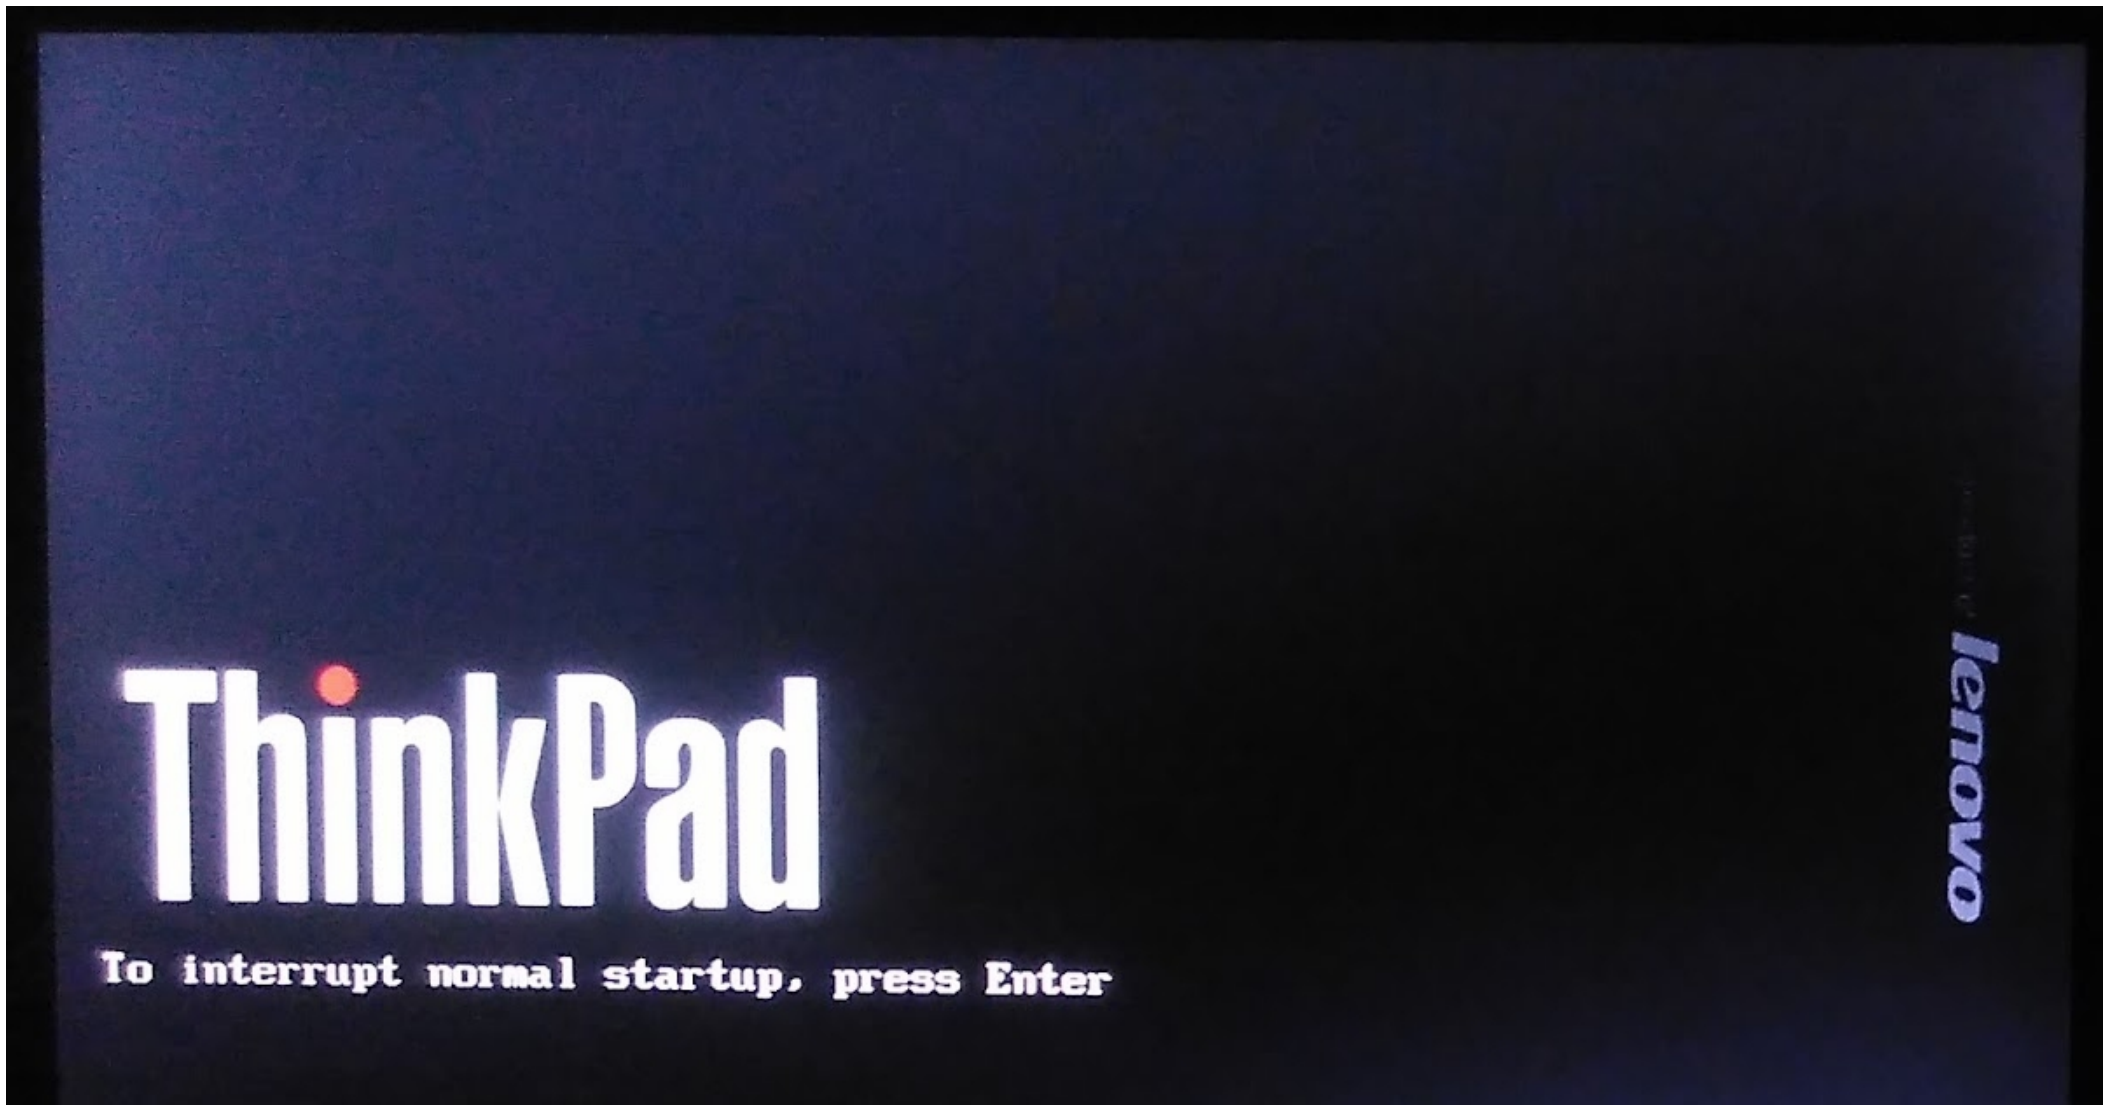 ThinkPad
To interrupt normal startup, press Enter
lenovo